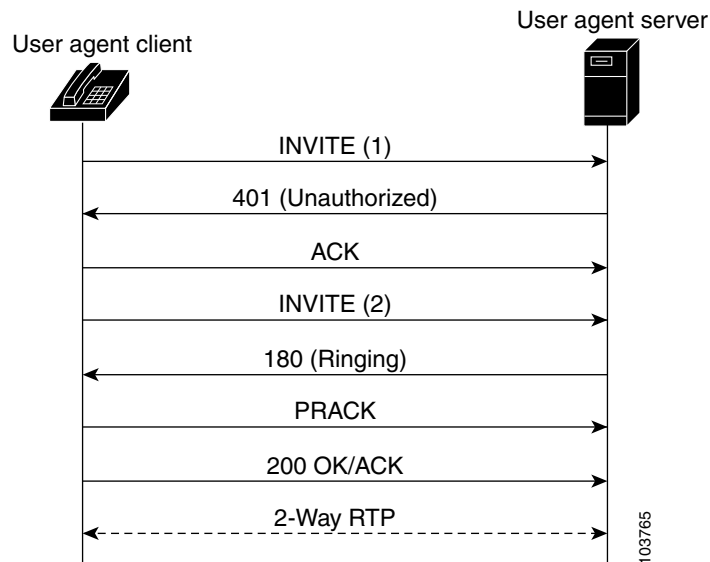 User agent server
User agent client
INVITE (1)
401 (Unauthorized)
ACK
INVITE (2)
180 (Ringing)
PRACK
200 OK/ACK
2-Way RTP
103765